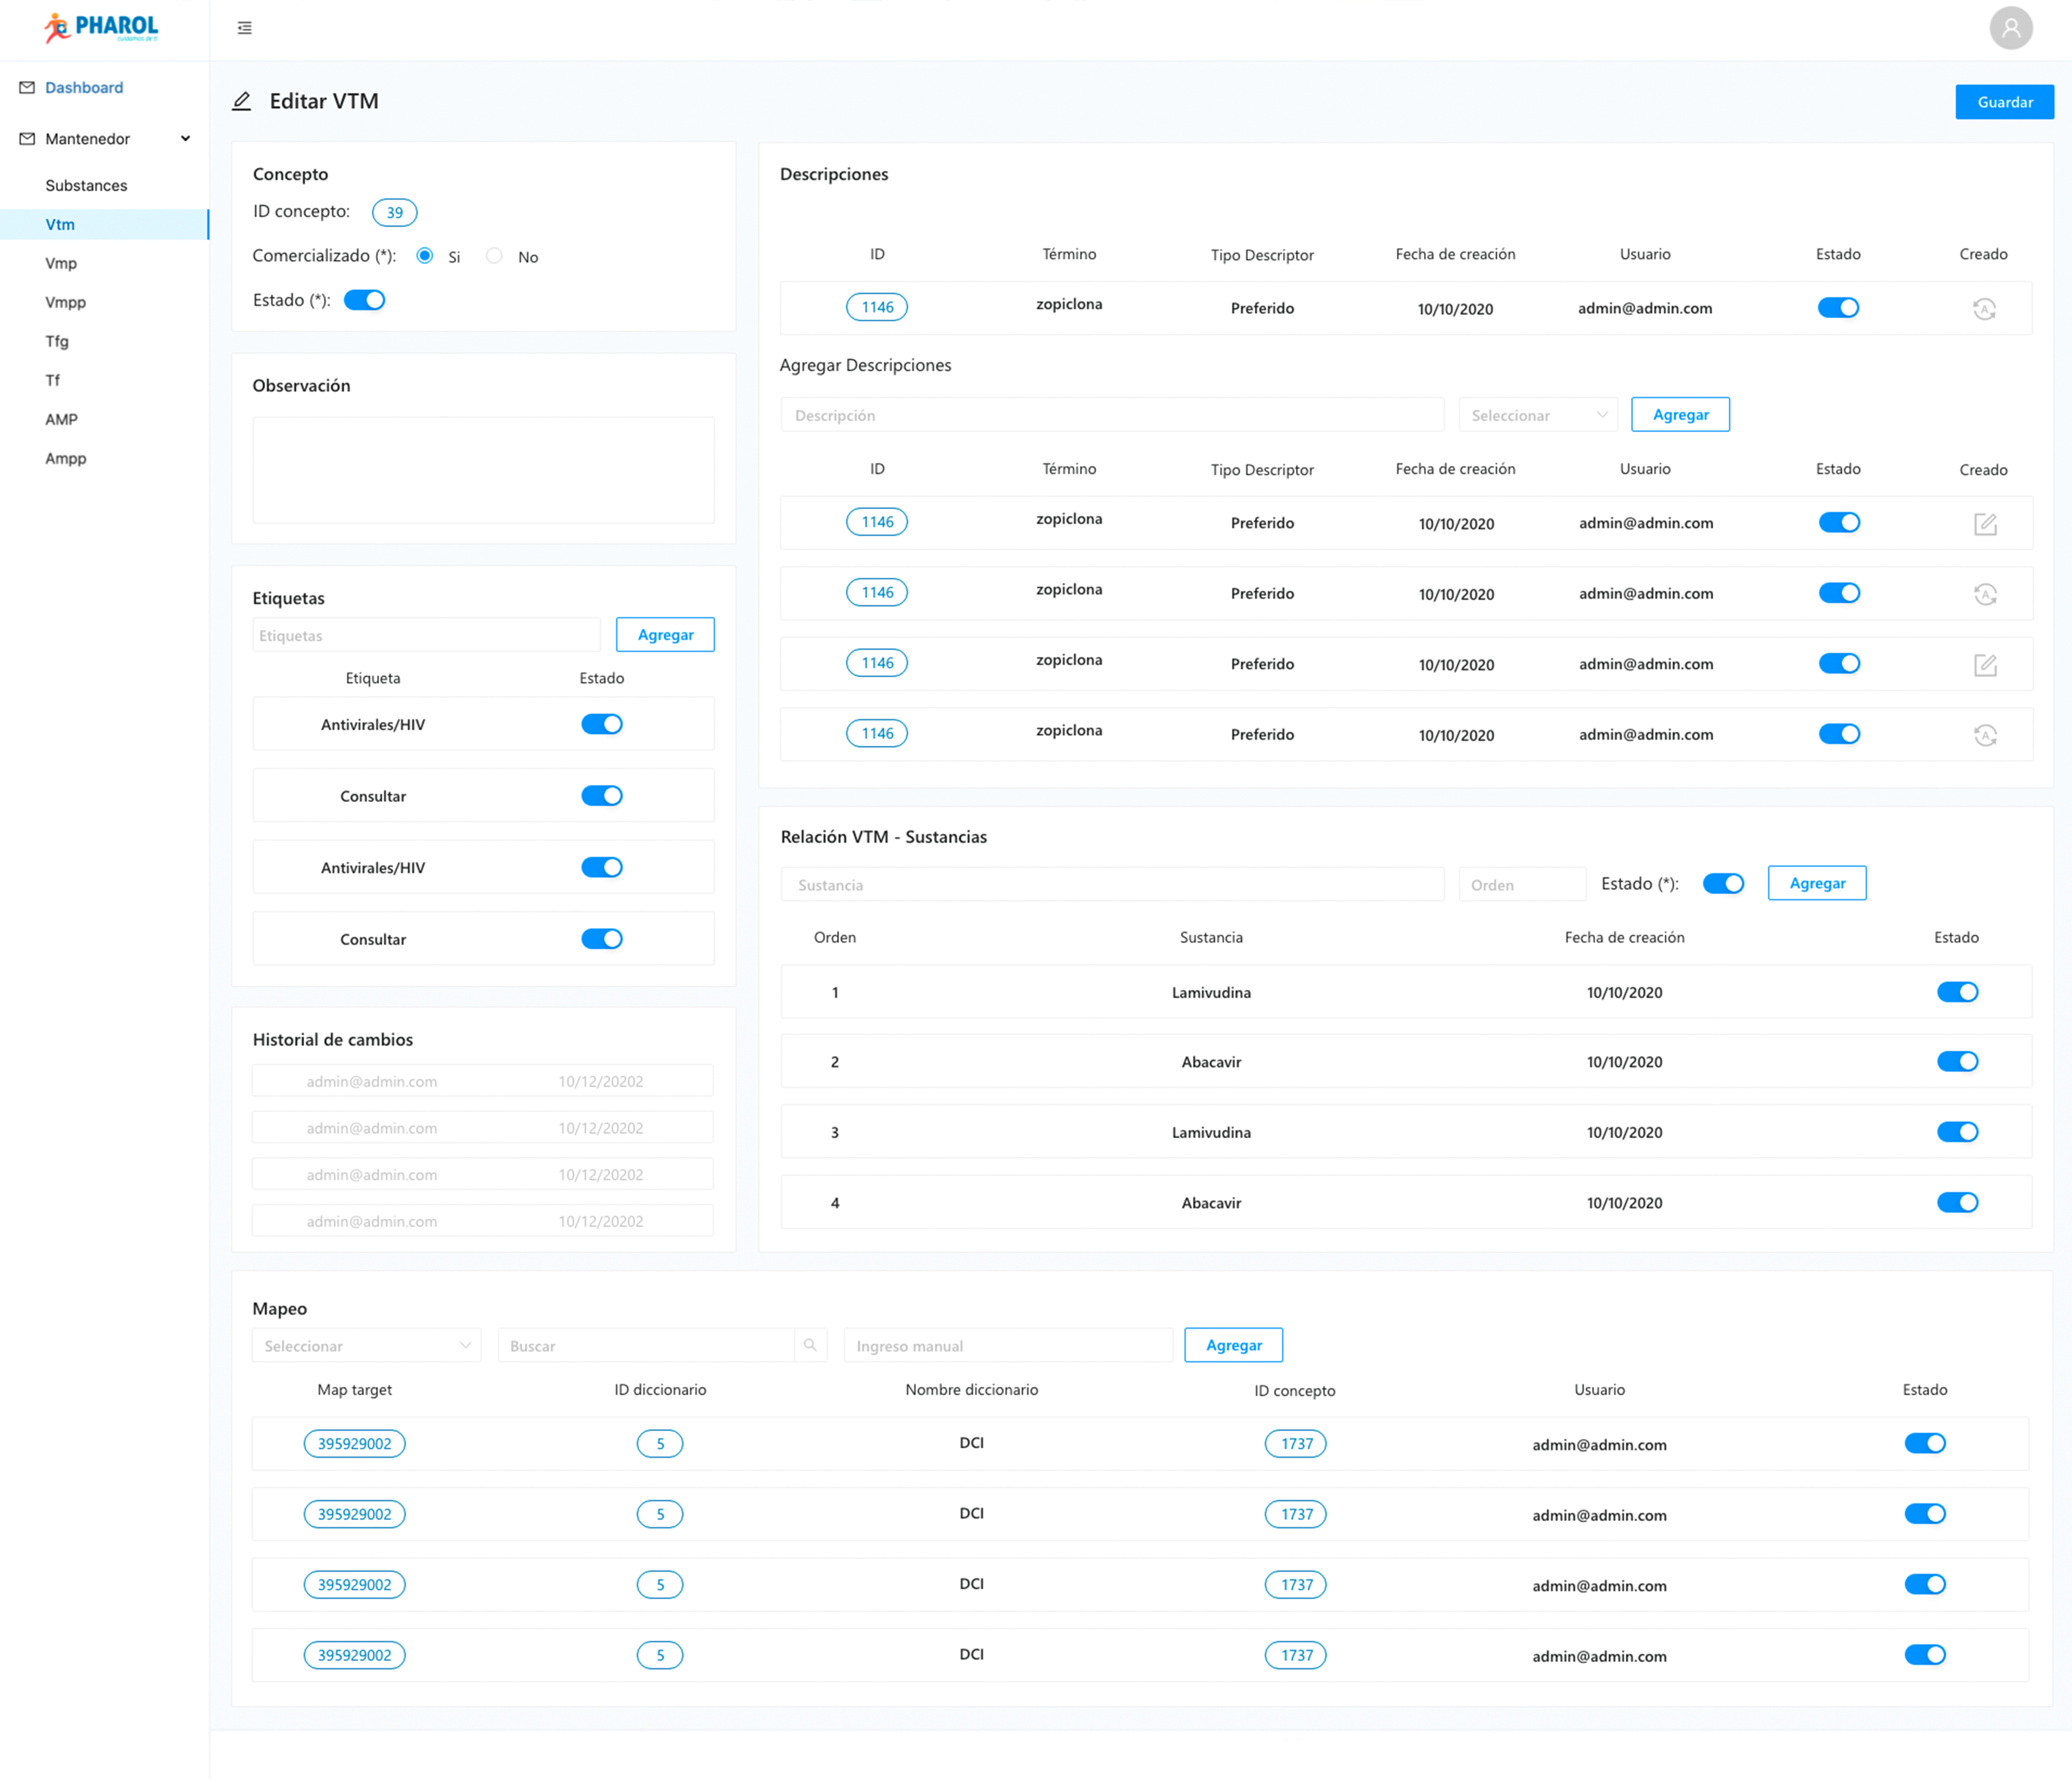 PHAROL
Dashboard
Mantenedor
Substances
Vtm
Vmp
Vmpp
Tfg
Tf
AMP
Ampp
Editar VTM
Guardar
Concepto
ID concepto: 39
Comercializado (*): Si No
Estado (*):
Observación
Etiquetas
Etiquetas Agregar
Etiqueta Estado
Antivirales/HIV
Consultar
Antivirales/HIV
Consultar
Historial de cambios
admin@admin.com 10/12/20202
admin@admin.com 10/12/20202
admin@admin.com 10/12/20202
admin@admin.com 10/12/20202
Descripciones
ID Término Tipo Descriptor Fecha de creación Usuario Estado Creado
1146 zopiclona Preferido 10/10/2020 admin@admin.com A
Agregar Descripciones
Descripción Seleccionar Agregar
ID Término Tipo Descriptor Fecha de creación Usuario Estado Creado
1146 zopiclona Preferido 10/10/2020 admin@admin.com
1146 zopiclona Preferido 10/10/2020 admin@admin.com A
1146 zopiclona Preferido 10/10/2020 admin@admin.com
1146 zopiclona Preferido 10/10/2020 admin@admin.com A
Relación VTM - Sustancias
Sustancia Orden Estado (*): Agregar
Orden Sustancia Fecha de creación Estado
1 Lamivudina 10/10/2020
2 Abacavir 10/10/2020
3 Lamivudina 10/10/2020
4 Abacavir 10/10/2020
Mapeo
Seleccionar Buscar Ingreso manual Agregar
Map target ID diccionario Nombre diccionario ID concepto Usuario Estado
395929002 5 DCI 1737 admin@admin.com
395929002 5 DCI 1737 admin@admin.com
395929002 5 DCI 1737 admin@admin.com
395929002 5 DCI 1737 admin@admin.com